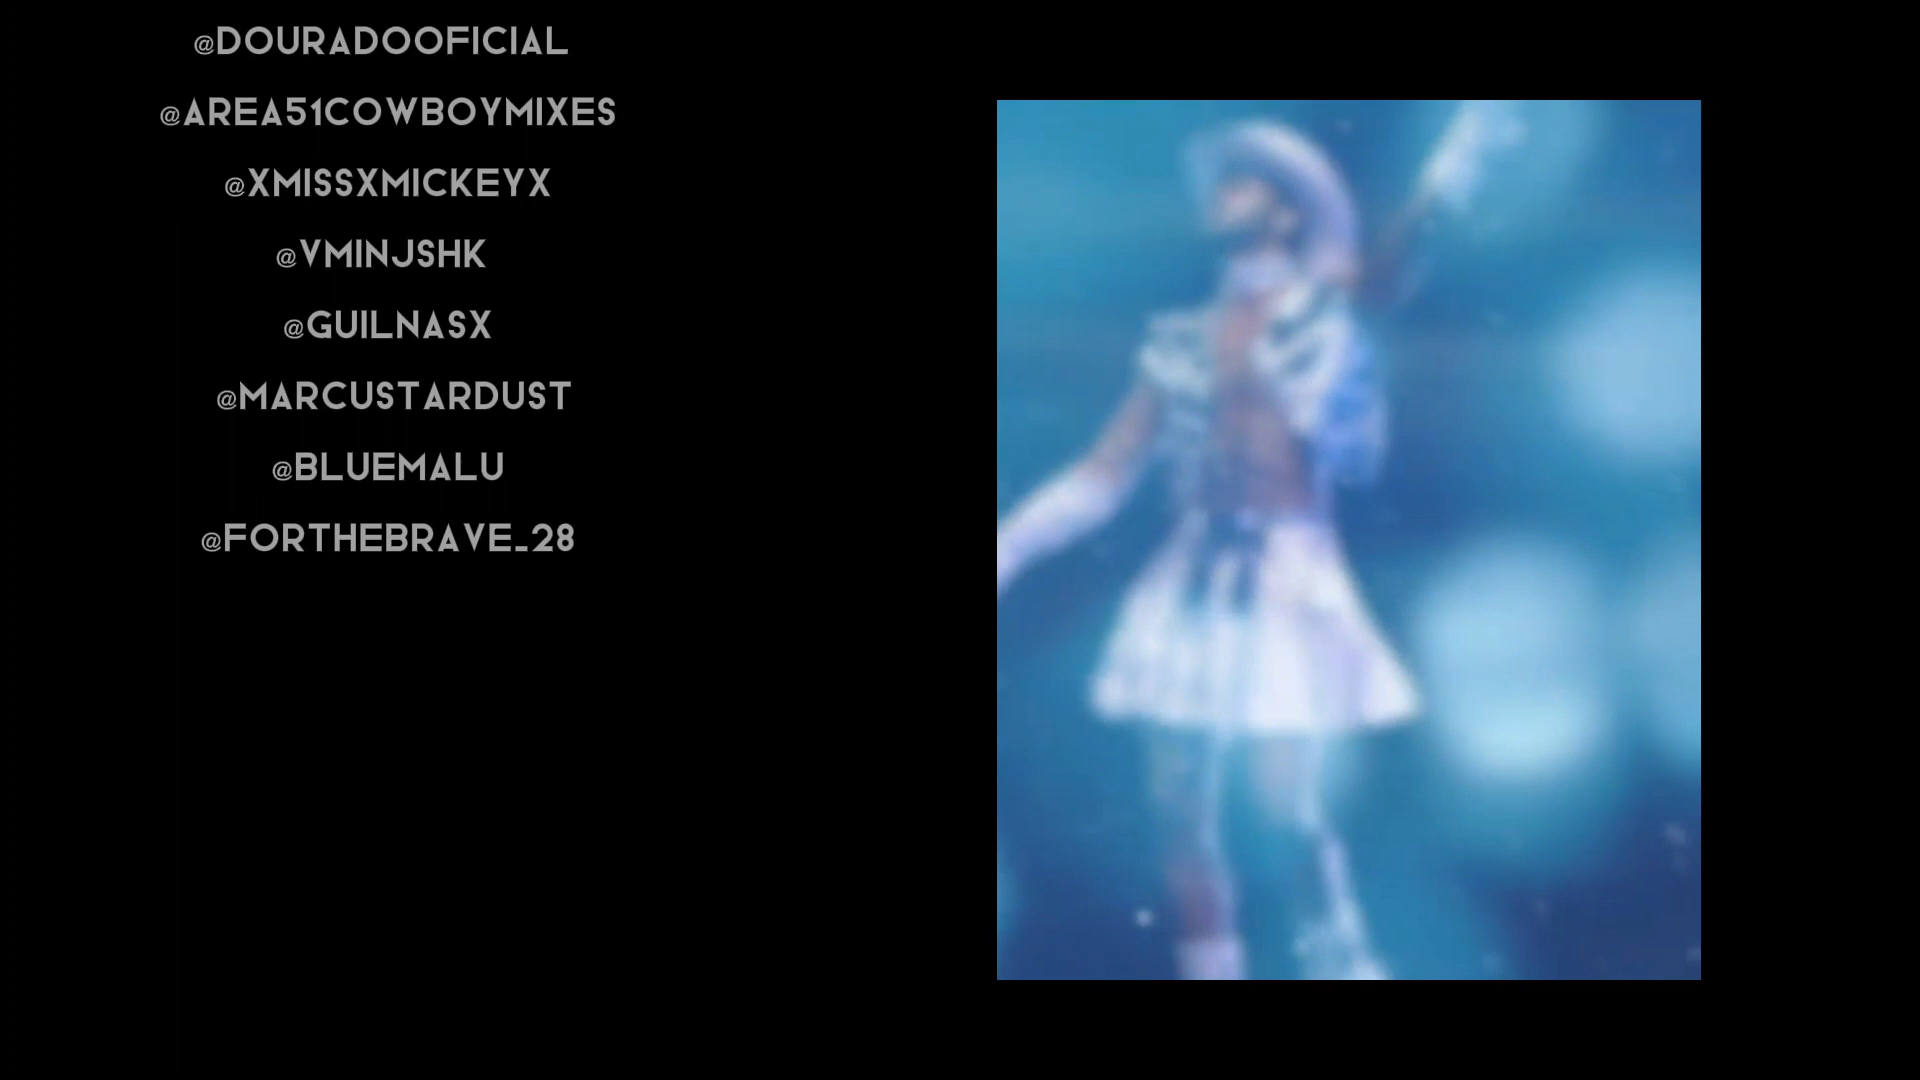 @DOURADOOFICIAL
@AREA51COWBOYMIXES
@XMISSXMICKEYX
@VMINJSHK
@GUILNASX
@MARCUSTARDUST
@BLUEMALU
@FORTHEBRAVE_28